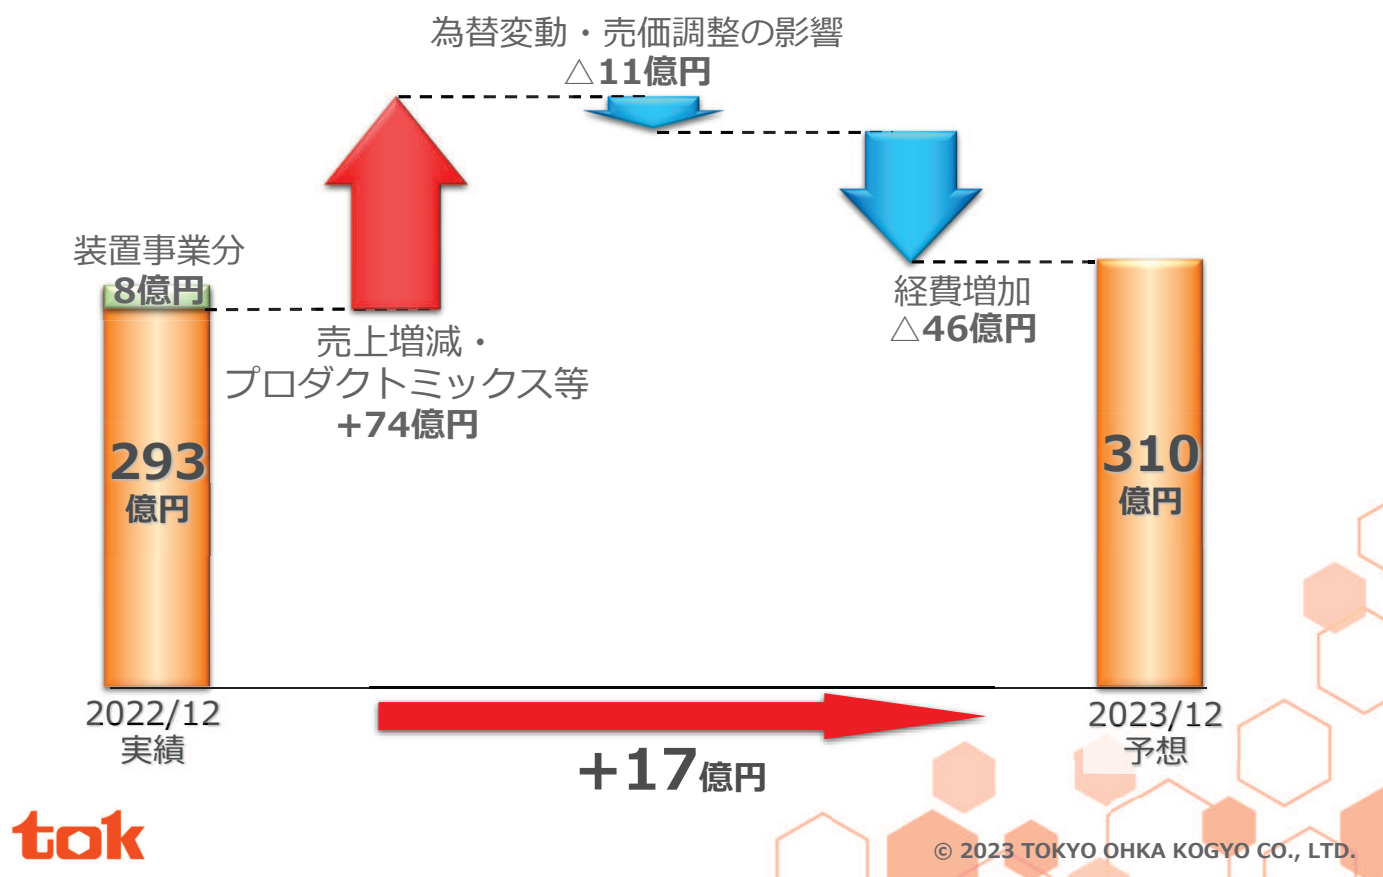 為替変動・売価調整の影響
△11億円
装置事業分
8億円
売上増減・
プロダクトミックス等
+74億円
経費増加
△46億円
293
億円
310
億円
2022/12
実績
2023/12
予想
+17億円
tok
© 2023 TOKYO OHKA KOGYO CO., LTD.